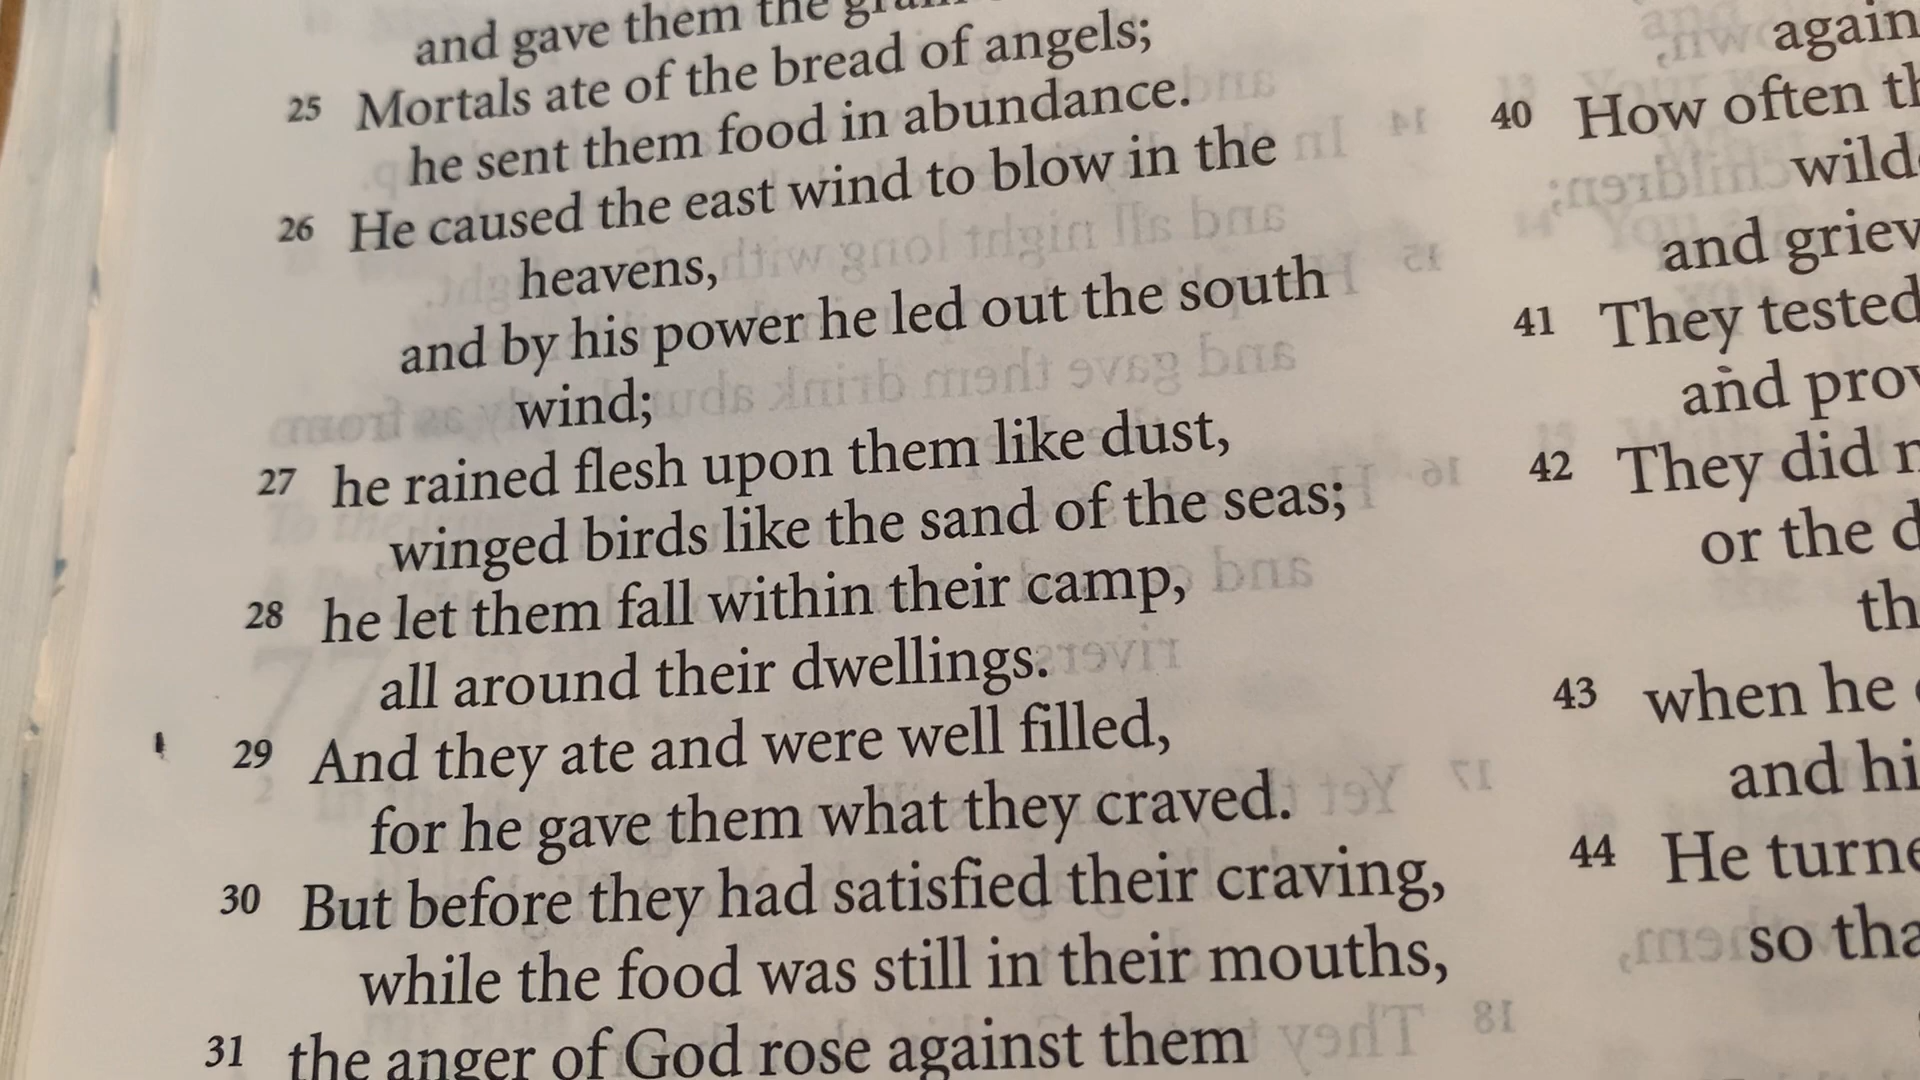 and gave them the
25 Mortals ate of the bread of angels;
he sent them food in abundance.
26 He caused the east wind to blow in the
heavens,
and by his power he led out the south
wind;
27 he rained flesh upon them like dust,
winged birds like the sand of the seas;
28 he let them fall within their camp,
all around their dwellings.
29 And they ate and were well filled,
for he gave them what they craved.
30 But before they had satisfied their craving,
while the food was still in their mouths,
31 the anger of God rose against them
again
40 How often
wild
and
41 They tested
and
42 They did
or the
43 when he
and
44 He
so